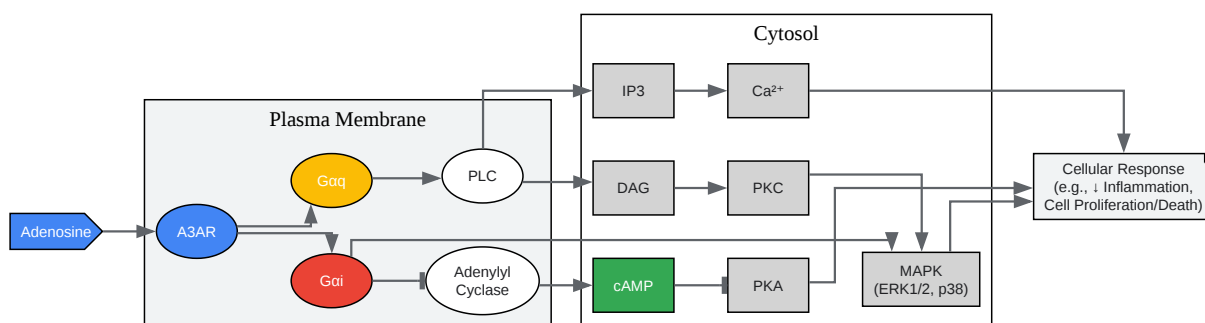 Cytosol
IP3
Ca²⁺
Plasma Membrane
Gαq
PLC
DAG
PKC
Cellular Response
(e.g., ↓ Inflammation,
Cell Proliferation/Death)
Adenosine
A3AR
Gαi
Adenylyl
Cyclase
cAMP
PKA
MAPK
(ERK1/2, p38)